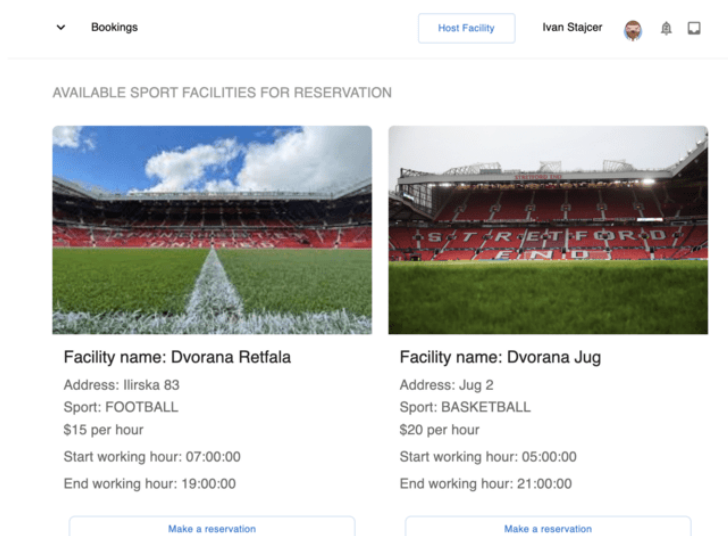 Bookings
Host Facility
Ivan Stajcer
AVAILABLE SPORT FACILITIES FOR RESERVATION
UNITED
STRETFORD END
STRETFORD
END
Facility name: Dvorana Retfala
Address: Ilirska 83
Sport: FOOTBALL
$15 per hour
Start working hour: 07:00:00
End working hour: 19:00:00
Make a reservation
Facility name: Dvorana Jug
Address: Jug 2
Sport: BASKETBALL
$20 per hour
Start working hour: 05:00:00
End working hour: 21:00:00
Make a reservation